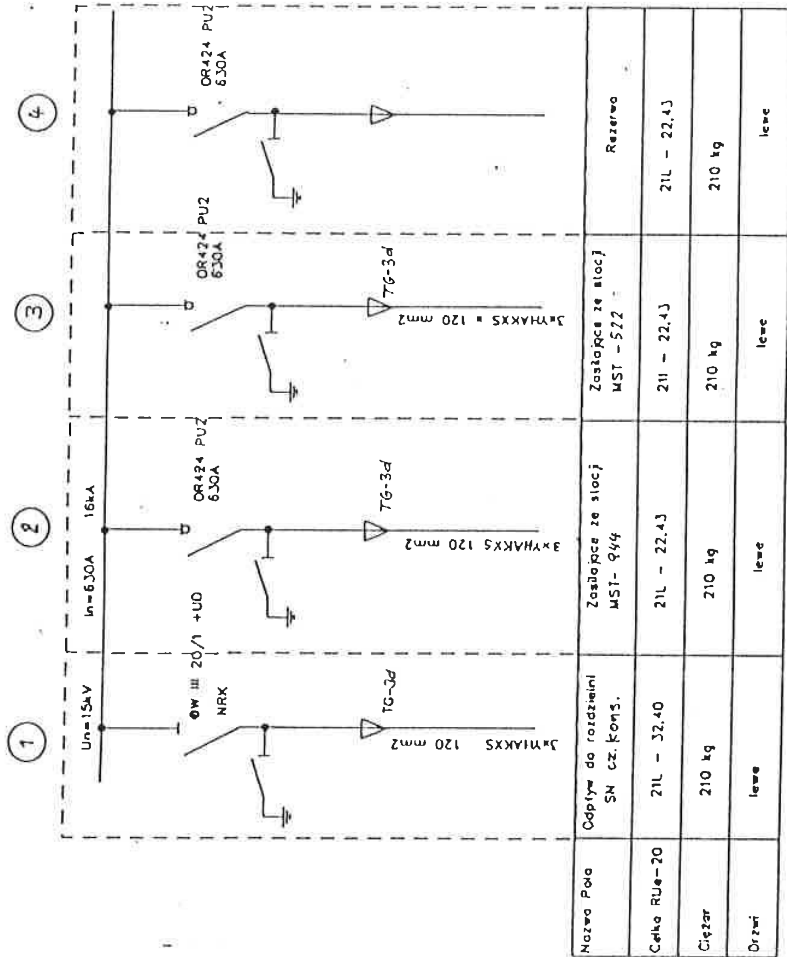 1
2
3
4
Un=15kV
In=630A
16kA
OW III 20/1 +UD
NRX
TG-3d
3xYHAKXS 120 mm2
OR424 PU2
630A
TG-3d
3xYHAKXS 120 mm2
OR424 PU2
630A
TG-3d
3xYHAKXS 120 mm2
OR424 PU2
630A
Nazwa Pola
Odpływ do rozdzielni
SN cz. kons.
Zasilające ze stacji
MST - 944
Zasilające ze stacji
MST - 522
Rezerwa
Celka RUe-20
21L - 32.40
21L - 22.43
21L - 22.43
21L - 22.43
Ciężar
210 kg
210 kg
210 kg
210 kg
Drzwi
lewe
lewe
lewe
lewe